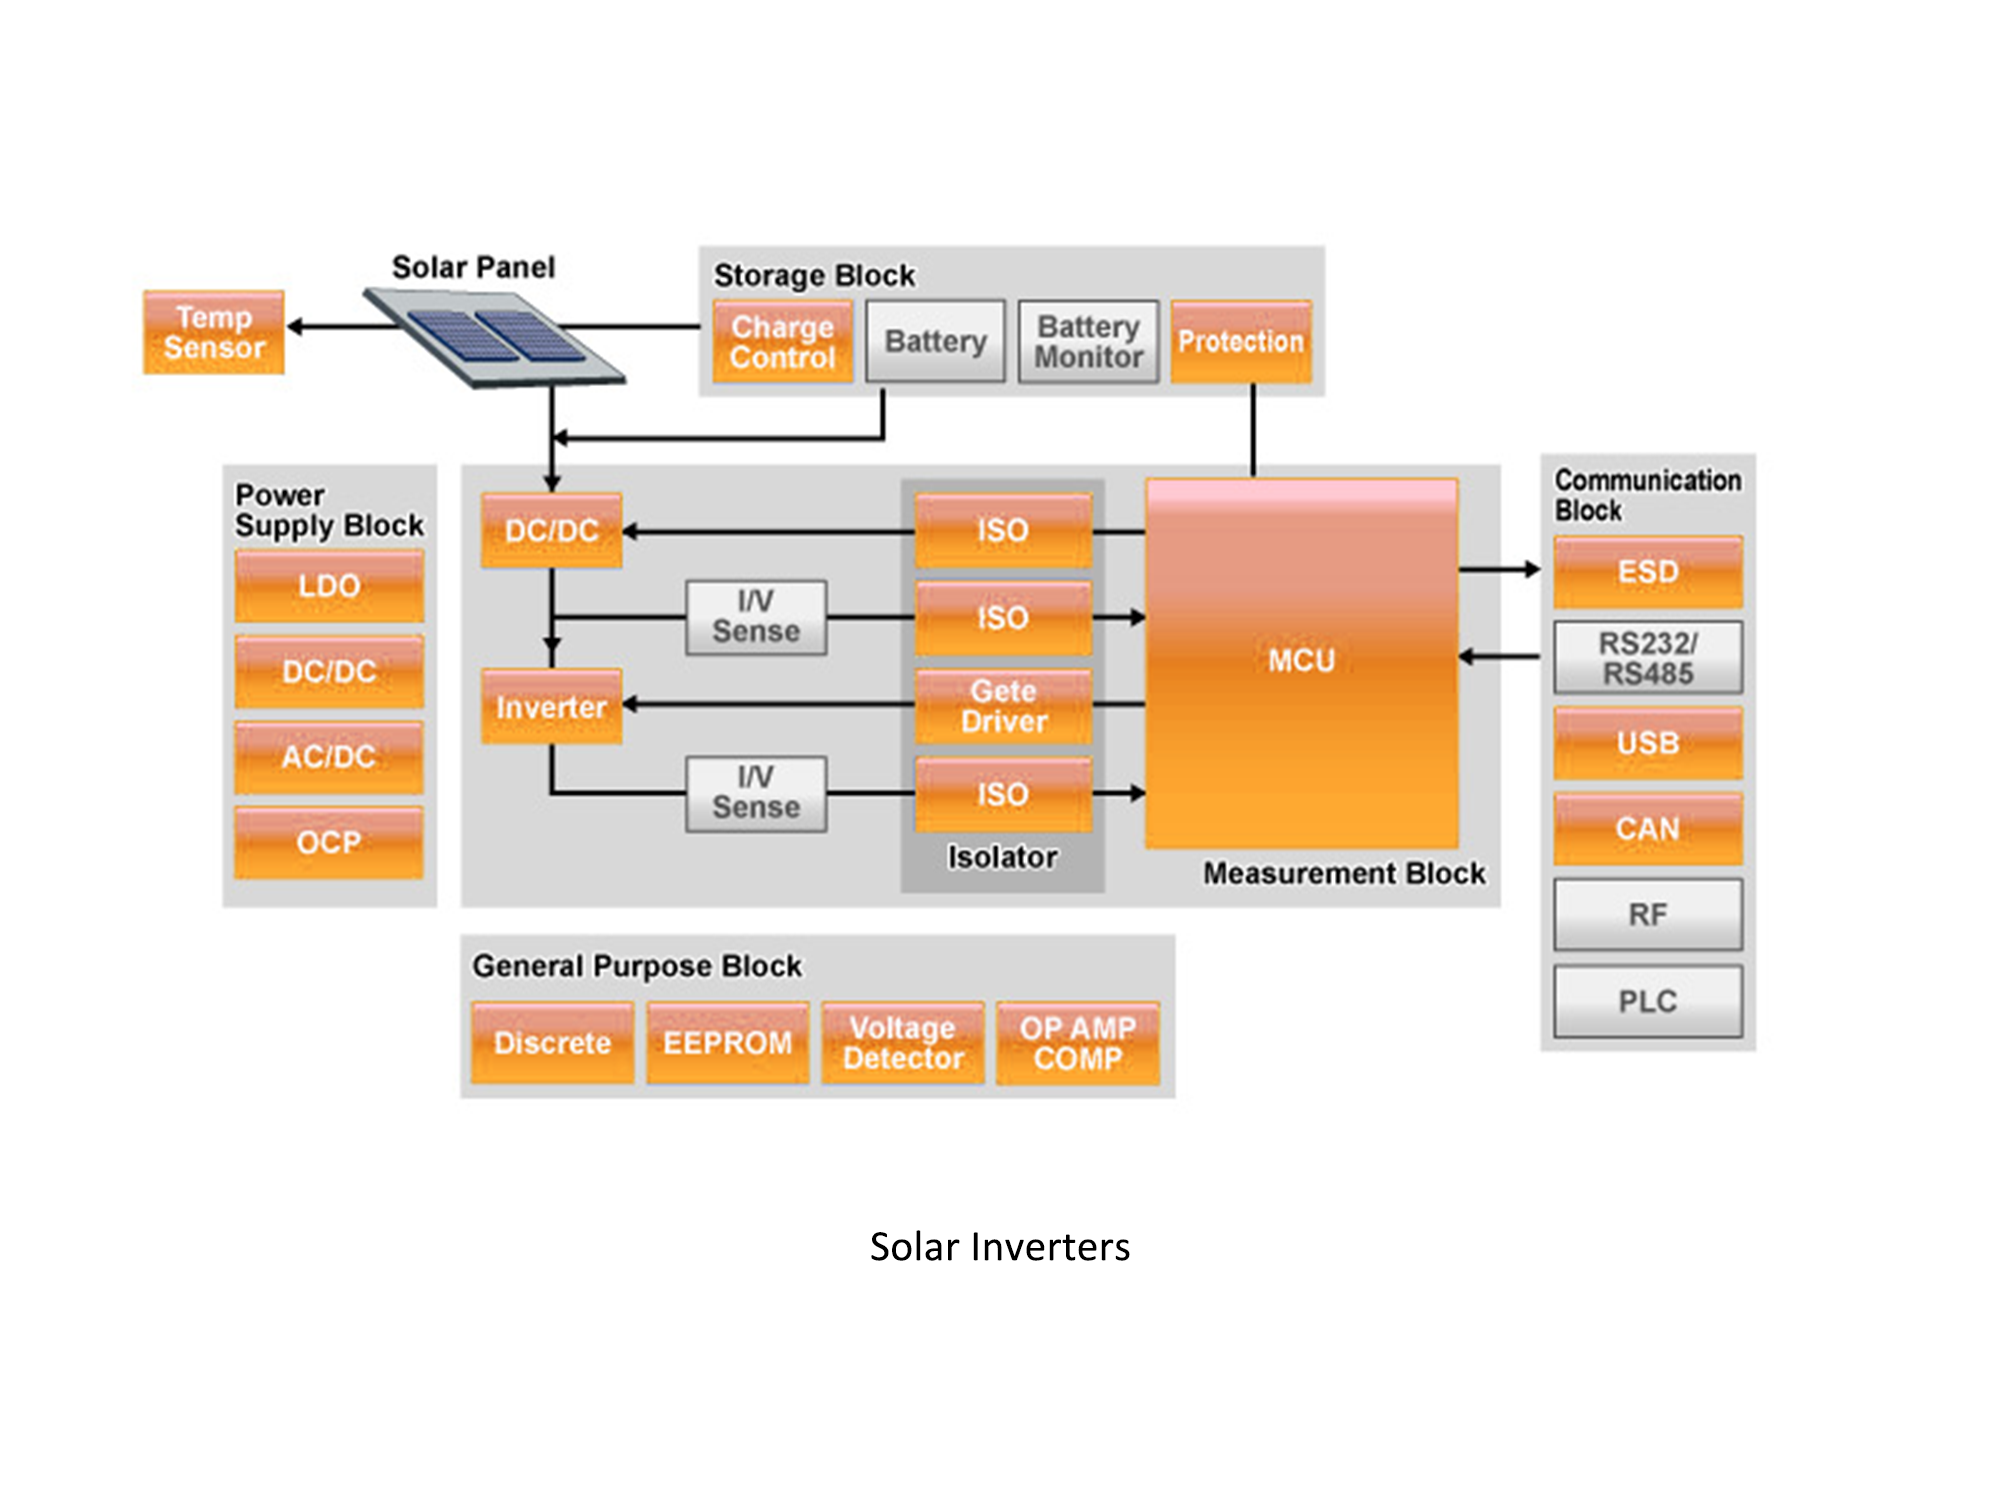 Solar Panel
Temp
Sensor
Storage Block
Charge
Control
Battery
Battery
Monitor
Protection
Power
Supply Block
LDO
DC/DC
AC/DC
OCP
DC/DC
I/V
Sense
Inverter
I/V
Sense
ISO
ISO
Gete
Driver
ISO
Isolator
MCU
Measurement Block
Communication
Block
ESD
RS232/
RS485
USB
CAN
RF
PLC
General Purpose Block
Discrete
EEPROM
Voltage
Detector
OP AMP
COMP
Solar Inverters